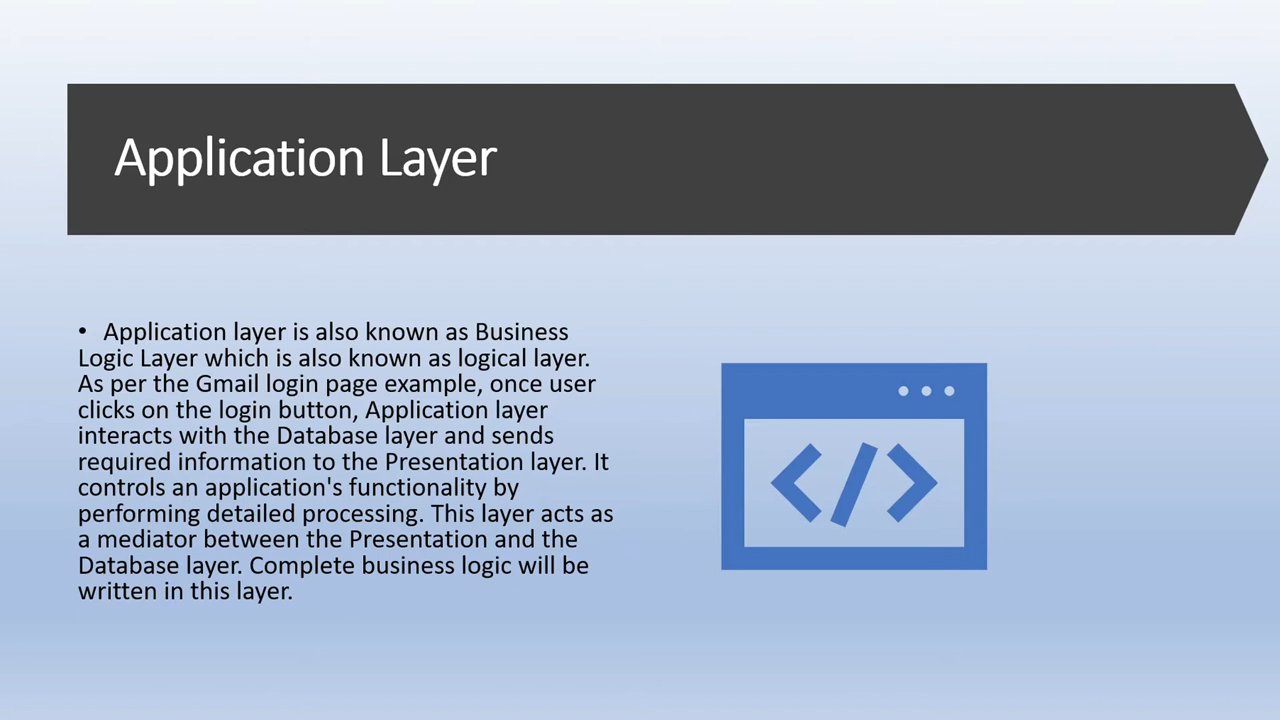 Application Layer
• Application layer is also known as Business
Logic Layer which is also known as logical layer.
As per the Gmail login page example, once user
clicks on the login button, Application layer
interacts with the Database layer and sends
required information to the Presentation layer. It
controls an application's functionality by
performing detailed processing. This layer acts as
a mediator between the Presentation and the
Database layer. Complete business logic will be
written in this layer.
</>